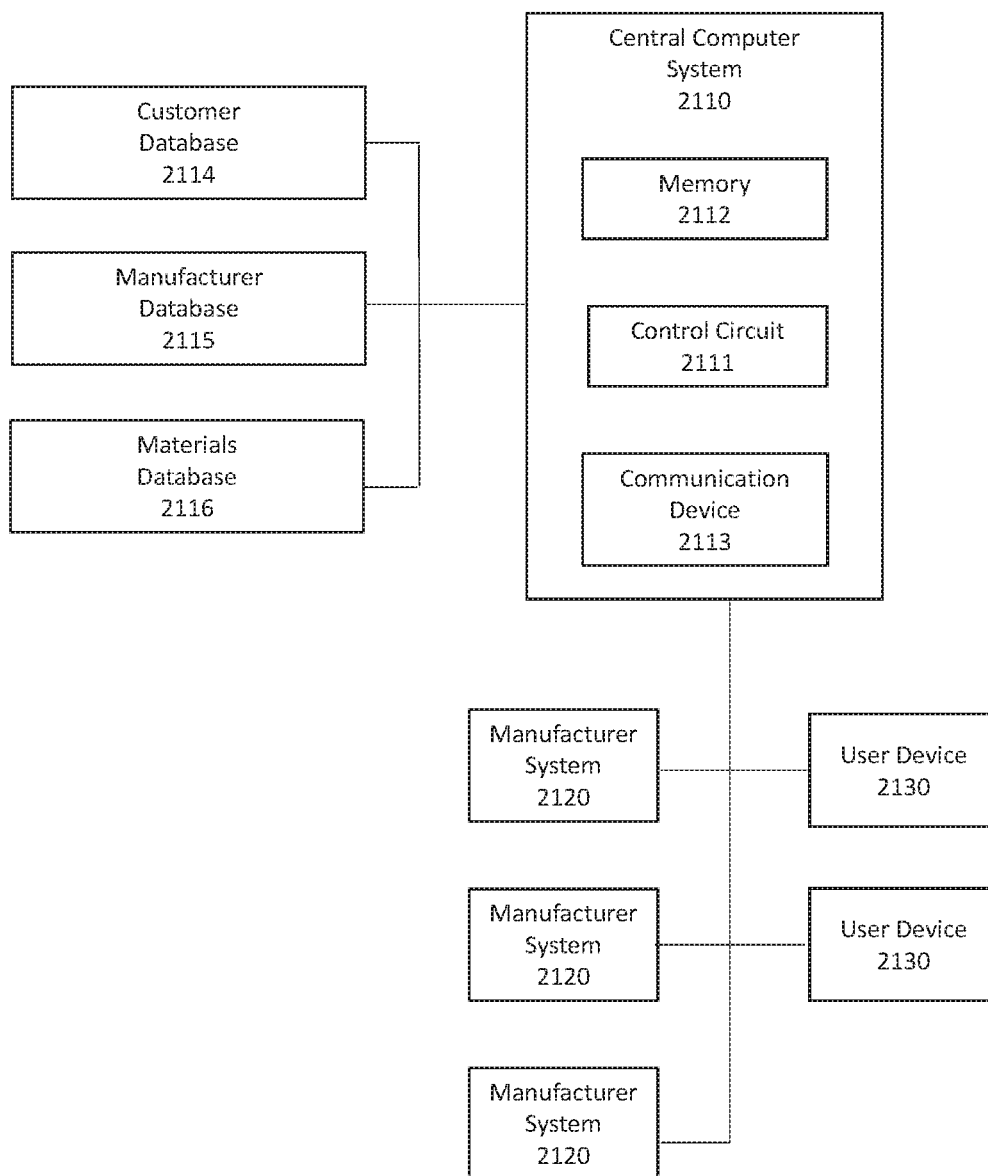 Central Computer
System
2110
Customer
Database
2114
Memory
2112
Manufacturer
Database
2115
Control Circuit
2111
Materials
Database
2116
Communication
Device
2113
Manufacturer
System
2120
User Device
2130
Manufacturer
System
2120
User Device
2130
Manufacturer
System
2120